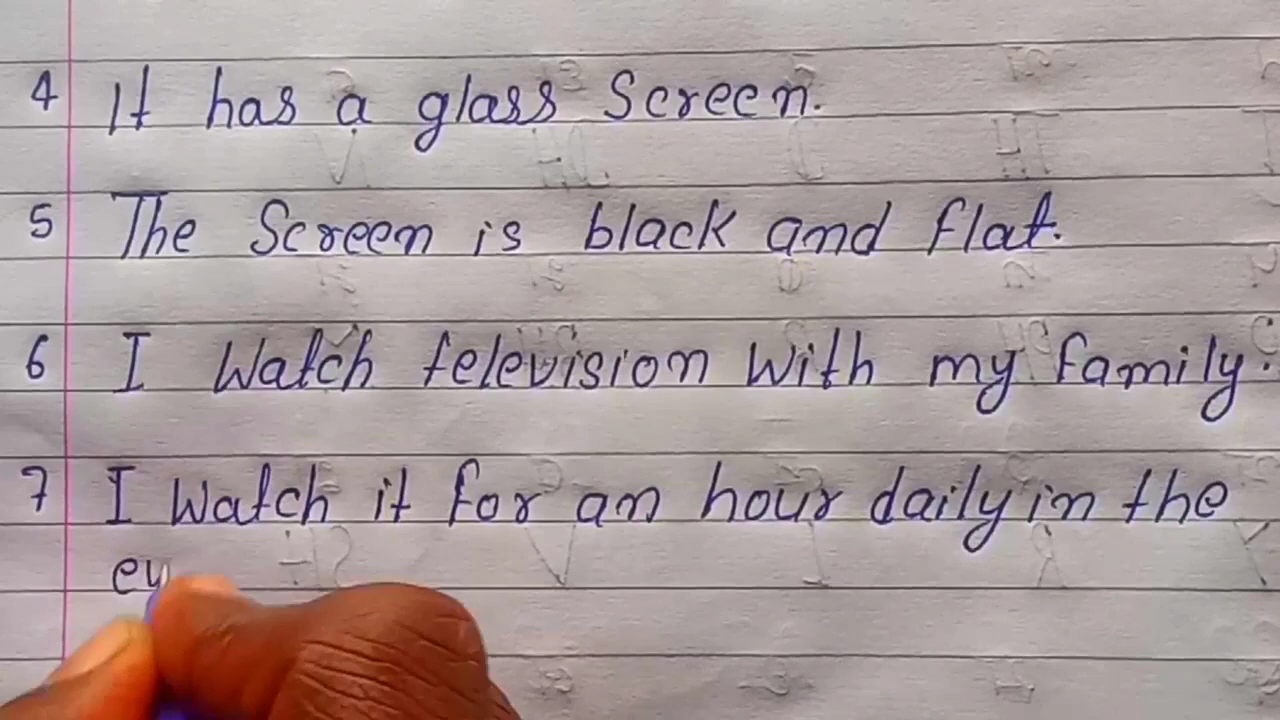 4 It has a glass Screen.
5 The Screen is black and flat.
6 I Watch television With my family.
7 I Watch it for an hour daily in the